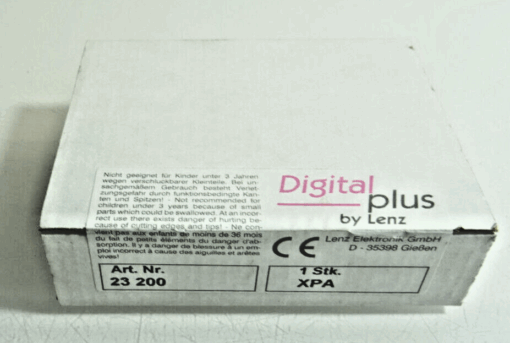 Nicht geeignet für Kinder unter 3 Jahren
wegen verschluckbarer Kleinteile. Bei un-
sachgemäßem Gebrauch besteht Verlet-
zungsgefahr durch funktionsbedingte Kan-
ten und Spitzen! - Not recommended for
children under 3 years because of small
parts which could be swallowed. At an incor-
rect use there exists danger of hurting be-
cause of cutting edges and tips! - Ne con-
vient pas aux enfants de moins de 36 mois
du fait de petits éléments du danger d'ab-
sorption. Il y a danger de blessure à un em-
ploi incorrect à cause des aiguilles et arêtes
vives!
Digital
plus
by Lenz
CE Lenz Elektronik GmbH
D - 35398 Gießen
Art. Nr.
23 200
1 Stk.
XPA